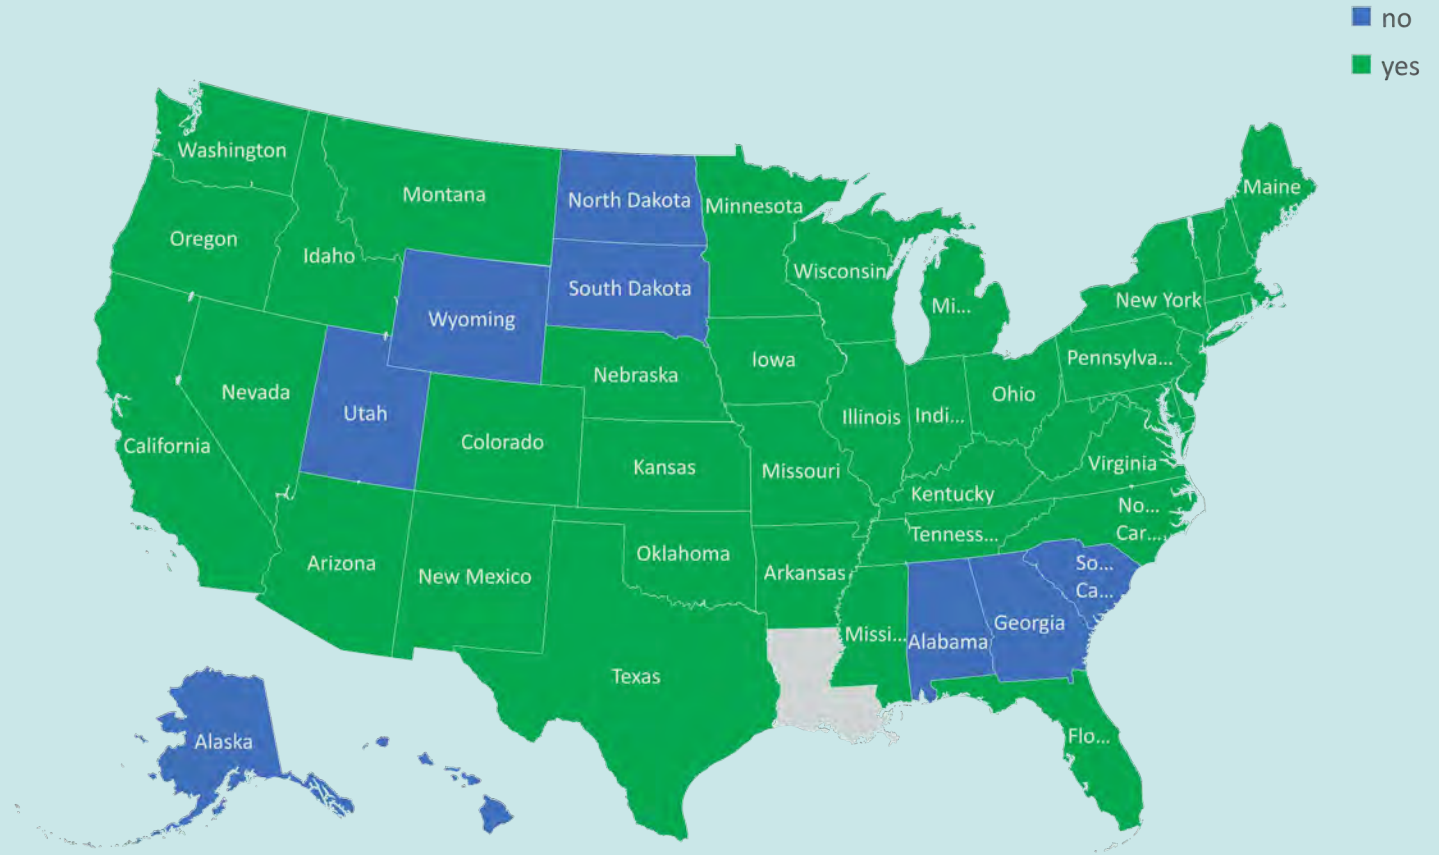 no
yes
Washington
Montana
North Dakota
Minnesota
Maine
Oregon
Idaho
Wisconsin
South Dakota
Wyoming
Mi...
New York
Iowa
Pennsylva...
Nebraska
Nevada
Ohio
Utah
Illinois
Indi...
Colorado
California
Kansas
Missouri
Virginia
Kentucky
No...
Car...
Tenness...
Oklahoma
Arizona
New Mexico
Arkansas
So...
Ca...
Georgia
Missi...
Alabama
Texas
Flo...
Alaska